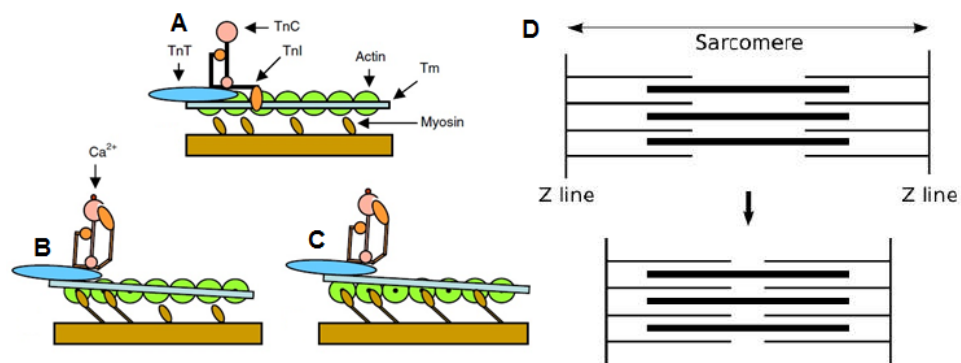 A
TnC
D
TnT
TnI
Actin
Tm
Myosin
Sarcomere
Z line
Z line
Ca²⁺
B
C